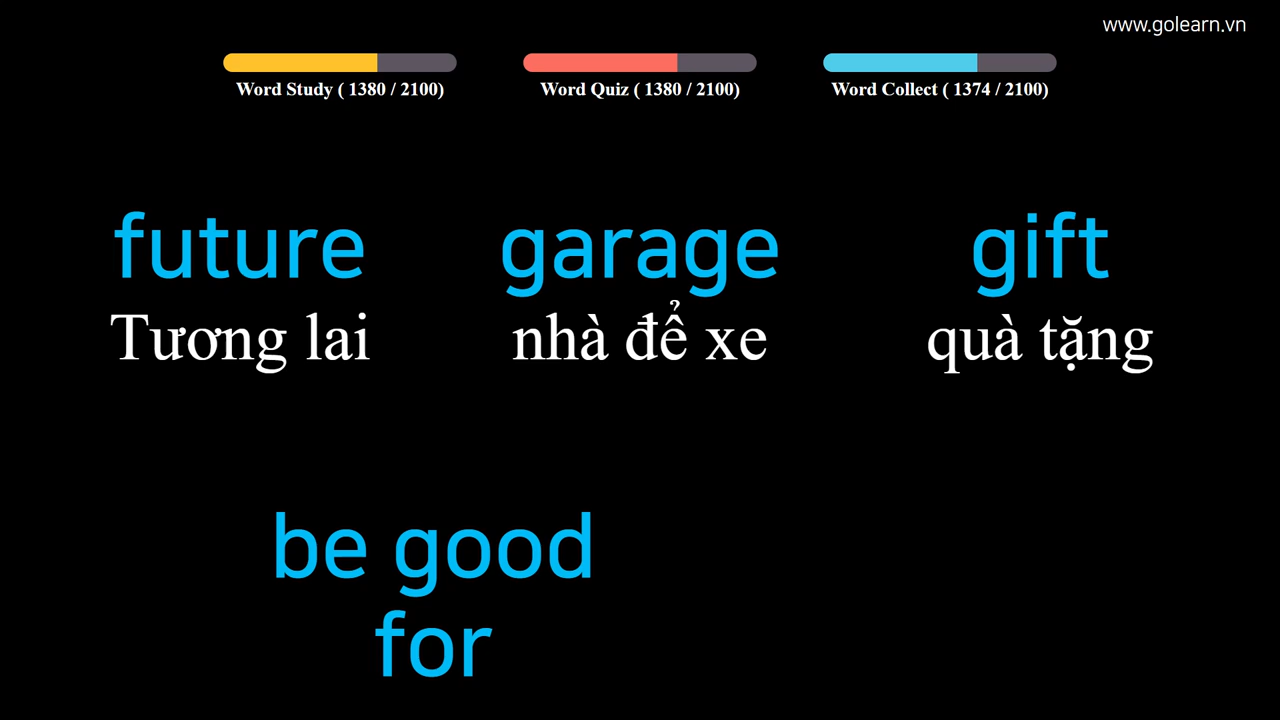 www.golearn.vn
Word Study ( 1380 / 2100)
Word Quiz ( 1380 / 2100)
Word Collect ( 1374 / 2100)
future
garage
gift
Tương lai
nhà để xe
quà tặng
be good
for